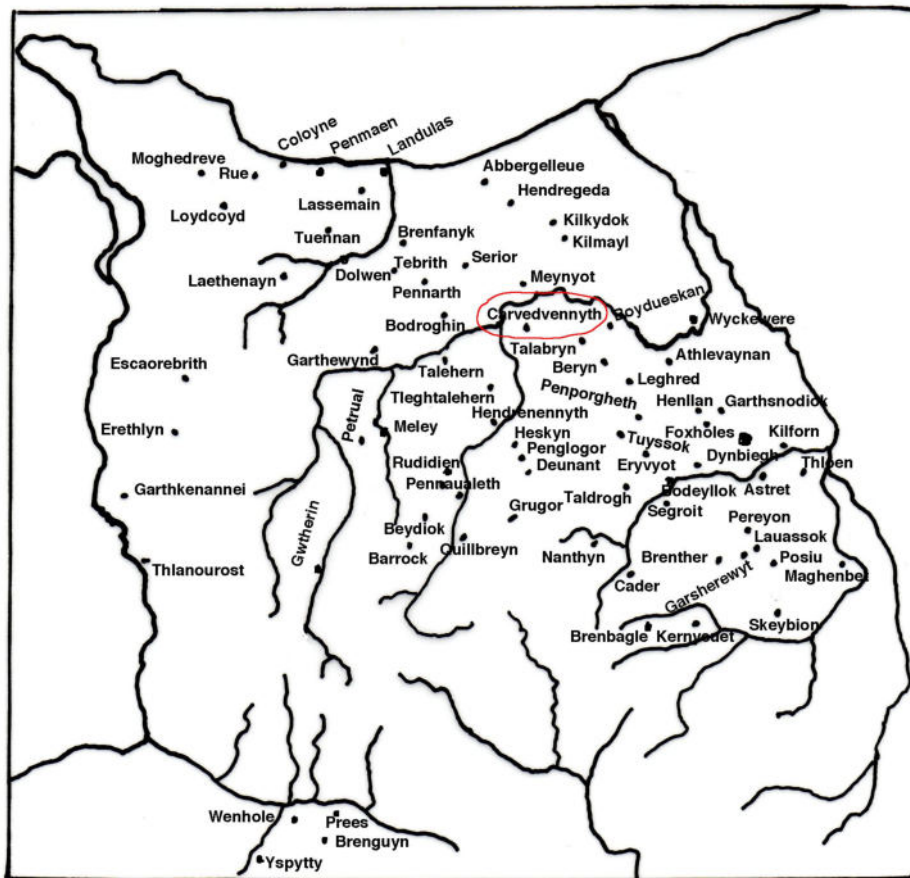 Coloyne
Penmaen
Landulas
Moghedreve
Rue
Abbergelleue
Hendregeda
Lassemain
Loydcoyd
Kilkydok
Tuennan
Brenfanyk
Kilmayl
Serior
Laethenayn
Dolwen
Tebrith
Pennarth
Meynyot
Carvedvennyth
Boydueskan
Wyckewere
Bodroghin
Talabryn
Garthewynd
Talehern
Beryn
Athlevaynan
Escaorebrith
Leghred
Tleghtalehern
Penporgheth
Henllan
Garthsnodiok
Petrual
Hendrenennyth
Erethlyn
Meley
Heskyn
Tuyssok
Foxholes
Kilforn
Penglogor
Dynbiegh
Rudidien
Deunant
Eryvyot
Thloen
Garthkenannei
Pennaualeth
Taldrogh
Bodeyllok
Astret
Segroit
Grugor
Beydiok
Pereyon
Gwtherin
Quillbreyn
Lauassok
Barrock
Nanthyn
Brenther
Posiu
Thlanourost
Maghenbet
Cader
Garsherewyt
Skeybion
Brenbagle
Kernyeuet
Wenhole
Prees
Brenguyn
Yspytty